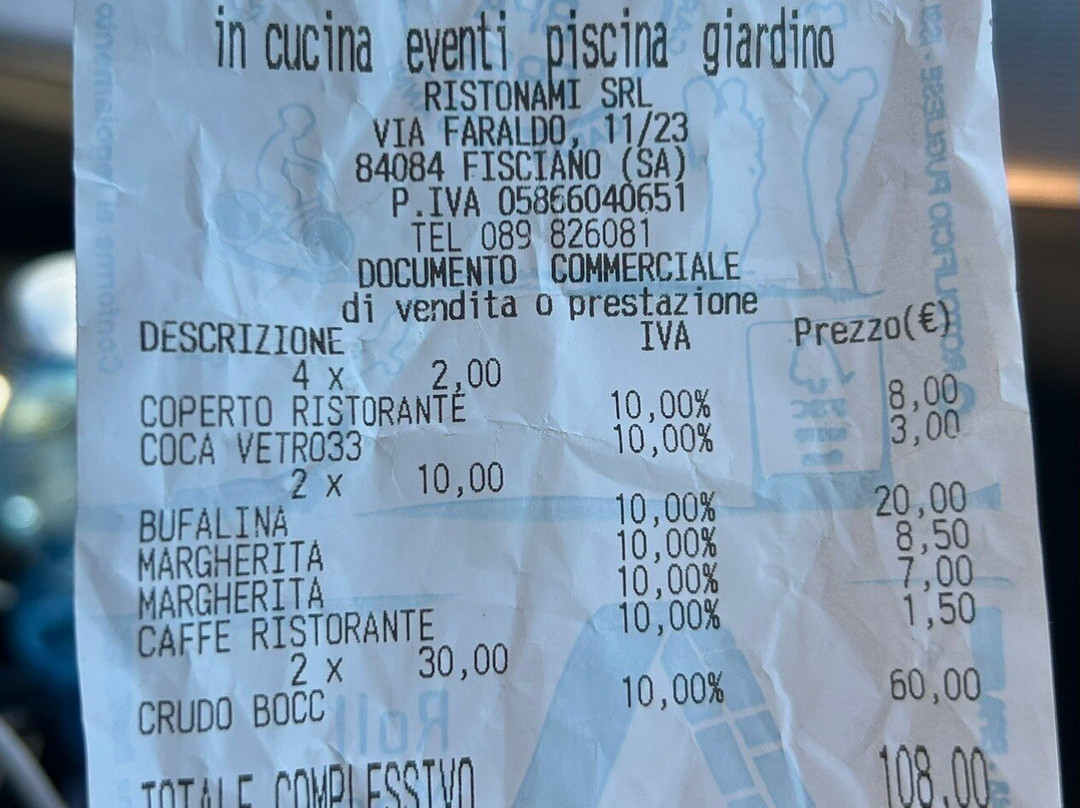 in cucina eventi piscina giardino
RISTONAMI SRL
VIA FARALDO, 11/23
84084 FISCIANO (SA)
P.IVA 05866040651
TEL 089 826081
DOCUMENTO COMMERCIALE
di vendita o prestazione
DESCRIZIONE IVA Prezzo(€)
4 x 2,00
COPERTO RISTORANTE 10,00% 8,00
COCA VETRO33 10,00% 3,00
2 x 10,00
BUFALINA 10,00% 20,00
MARGHERITA 10,00% 8,50
MARGHERITA 10,00% 7,00
CAFFE RISTORANTE 10,00% 1,50
2 x 30,00
CRUDO BOCC 10,00% 60,00
TOTALE COMPLESSIVO 108,00